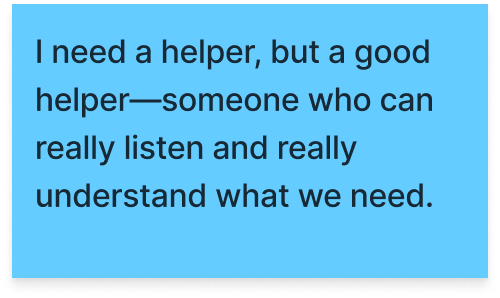 I need a helper, but a good
helper—someone who can
really listen and really
understand what we need.